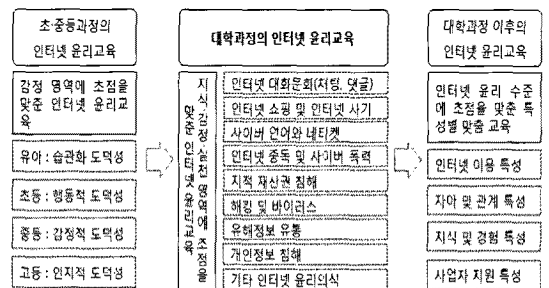 초·중등과정의
인터넷 윤리교육
감정 영역에 초점을
맞춘 인터넷 윤리교
육
유아 : 습관화 도덕성
초등 : 행동적 도덕성
중등 : 감정적 도덕성
고등 : 인지적 도덕성
대학과정의 인터넷 윤리교육
지식·감정·실천 영역에 초점을
맞춘 인터넷 윤리교육
인터넷 대화문화(채팅, 댓글)
인터넷 쇼핑 및 인터넷 사기
사이버 언어와 네티켓
인터넷 중독 및 사이버 폭력
지적 재산권 침해
해킹 및 바이러스
유해정보 유통
개인정보 침해
기타 인터넷 윤리의식
대학과정 이후의
인터넷 윤리교육
인터넷 윤리 수준
에 초점을 맞춘 특
성별 맞춤 교육
인터넷 이용 특성
자아 및 관계 특성
지식 및 경험 특성
사업자 지원 특성